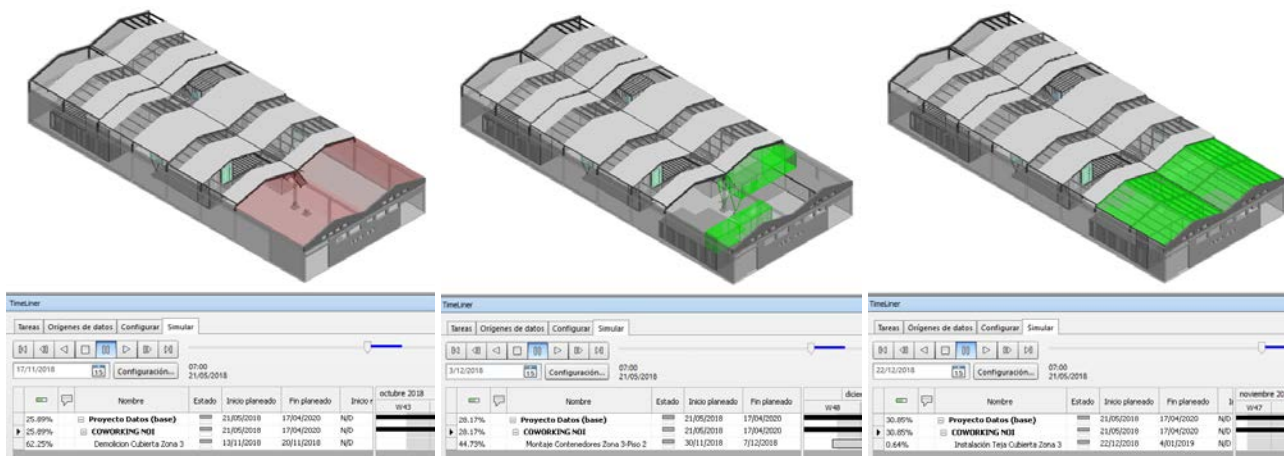 TimeLiner
Tareas Orígenes de datos Configurar Simular
17/11/2018 15 Configuración... 07:00
21/05/2018
Nombre Estado Inicio planeado Fin planeado Inicio r octubre 2018
W43
25.89% Proyecto Datos (base) 21/05/2018 17/04/2020 N/D
25.89% COWORKING NOI 21/05/2018 17/04/2020 N/D
62.25% Demolicion Cubierta Zona 3 13/11/2018 20/11/2018 N/D
TimeLiner
Tareas Orígenes de datos Configurar Simular
3/12/2018 15 Configuración... 07:00
21/05/2018
Nombre Estado Inicio planeado Fin planeado dicie
W48
28.17% Proyecto Datos (base) 21/05/2018 17/04/2020
28.17% COWORKING NOI 21/05/2018 17/04/2020
44.73% Montaje Contenedores Zona 3-Piso 2 30/11/2018 7/12/2018
TimeLiner
Tareas Orígenes de datos Configurar Simular
22/12/2018 15 Configuración... 07:00
21/05/2018
Nombre Estado Inicio planeado Fin planeado noviembre 20
W47
30.85% Proyecto Datos (base) 21/05/2018 17/04/2020 N/D
30.85% COWORKING NOI 21/05/2018 17/04/2020 N/D
0.64% Instalación Teja Cubierta Zona 3 22/12/2018 4/01/2019 N/D